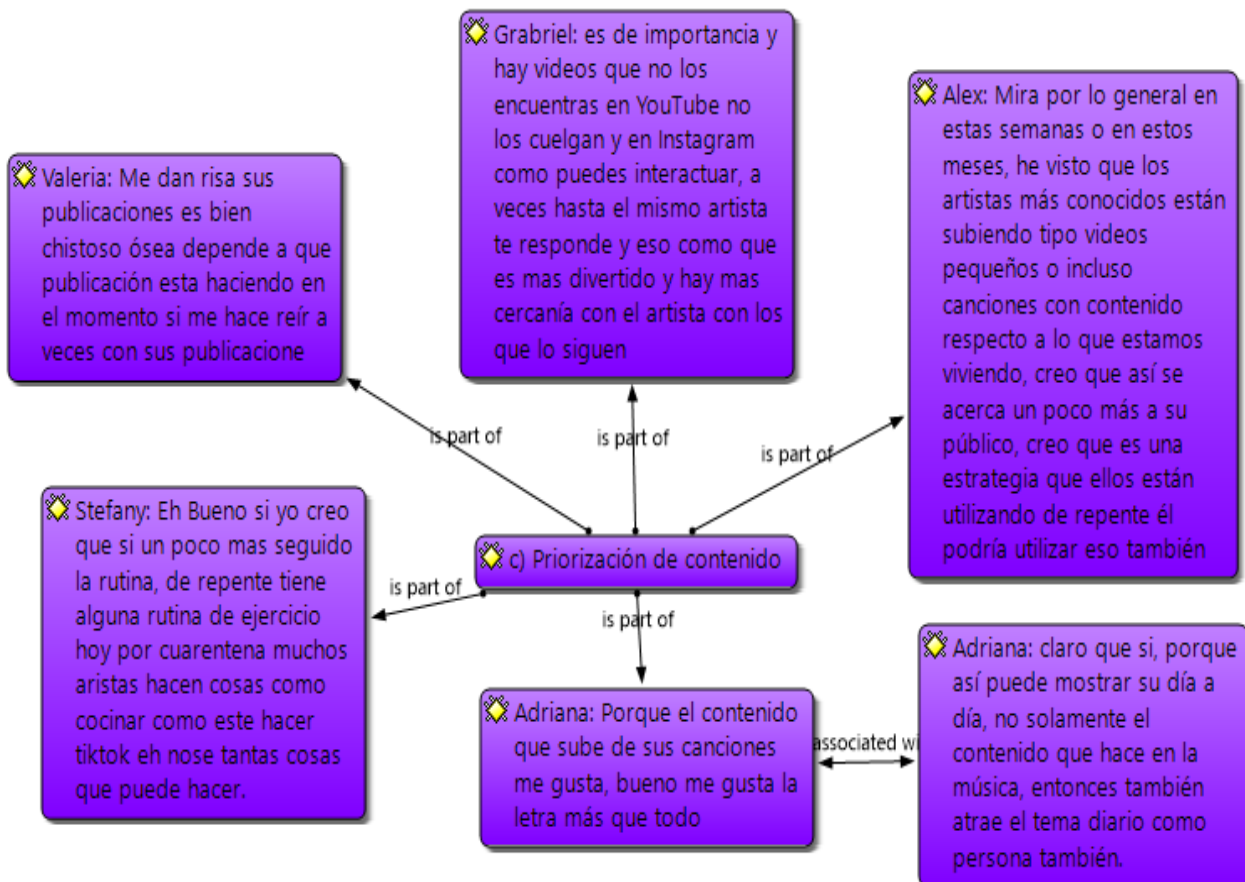 Grabriel: es de importancia y
hay videos que no los
encuentras en YouTube no
los cuelgan y en Instagram
como puedes interactuar, a
veces hasta el mismo artista
te responde y eso como que
es mas divertido y hay mas
cercanía con el artista con los
que lo siguen
Alex: Mira por lo general en
estas semanas o en estos
meses, he visto que los
artistas más conocidos están
subiendo tipo videos
pequeños o incluso
canciones con contenido
respecto a lo que estamos
viviendo, creo que así se
acerca un poco más a su
público, creo que es una
estrategia que ellos están
utilizando de repente él
podría utilizar eso también
Valeria: Me dan risa sus
publicaciones es bien
chistoso ósea depende a que
publicación esta haciendo en
el momento si me hace reír a
veces con sus publicacione
is part of
is part of
is part of
Stefany: Eh Bueno si yo creo
que si un poco mas seguido
la rutina, de repente tiene
alguna rutina de ejercicio
hoy por cuarentena muchos
aristas hacen cosas como
cocinar como este hacer
tiktok eh nose tantas cosas
que puede hacer.
c) Priorización de contenido
is part of
is part of
Adriana: Porque el contenido
que sube de sus canciones
me gusta, bueno me gusta la
letra más que todo
associated wi
Adriana: claro que si, porque
así puede mostrar su día a
día, no solamente el
contenido que hace en la
música, entonces también
atrae el tema diario como
persona también.